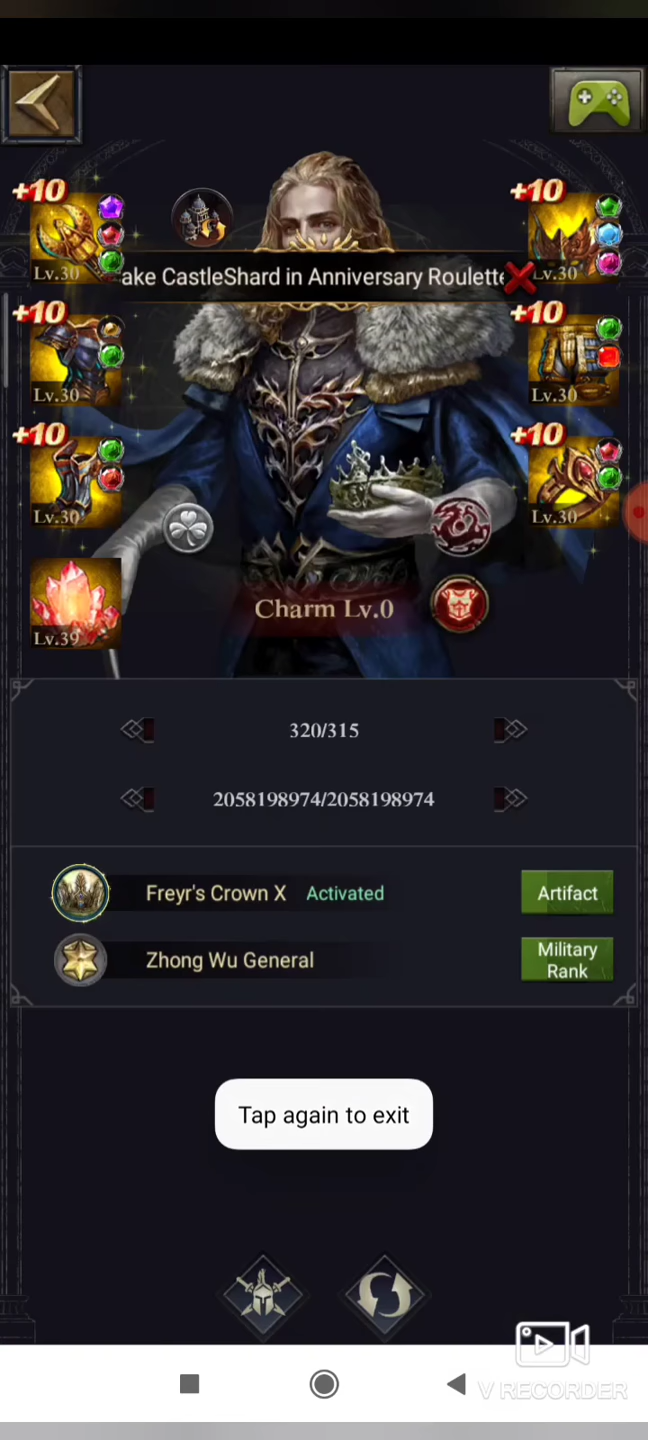 +10
+10
Lv.30
ake CastleShard in Anniversary Roulette
Lv.30
+10
+10
Lv.30
Lv.30
+10
+10
Lv.30
Lv.30
Charm Lv.0
Lv.39
320/315
2058198974/2058198974
Freyr's Crown X Activated
Artifact
Zhong Wu General
Military
Rank
Tap again to exit
V RECORDER